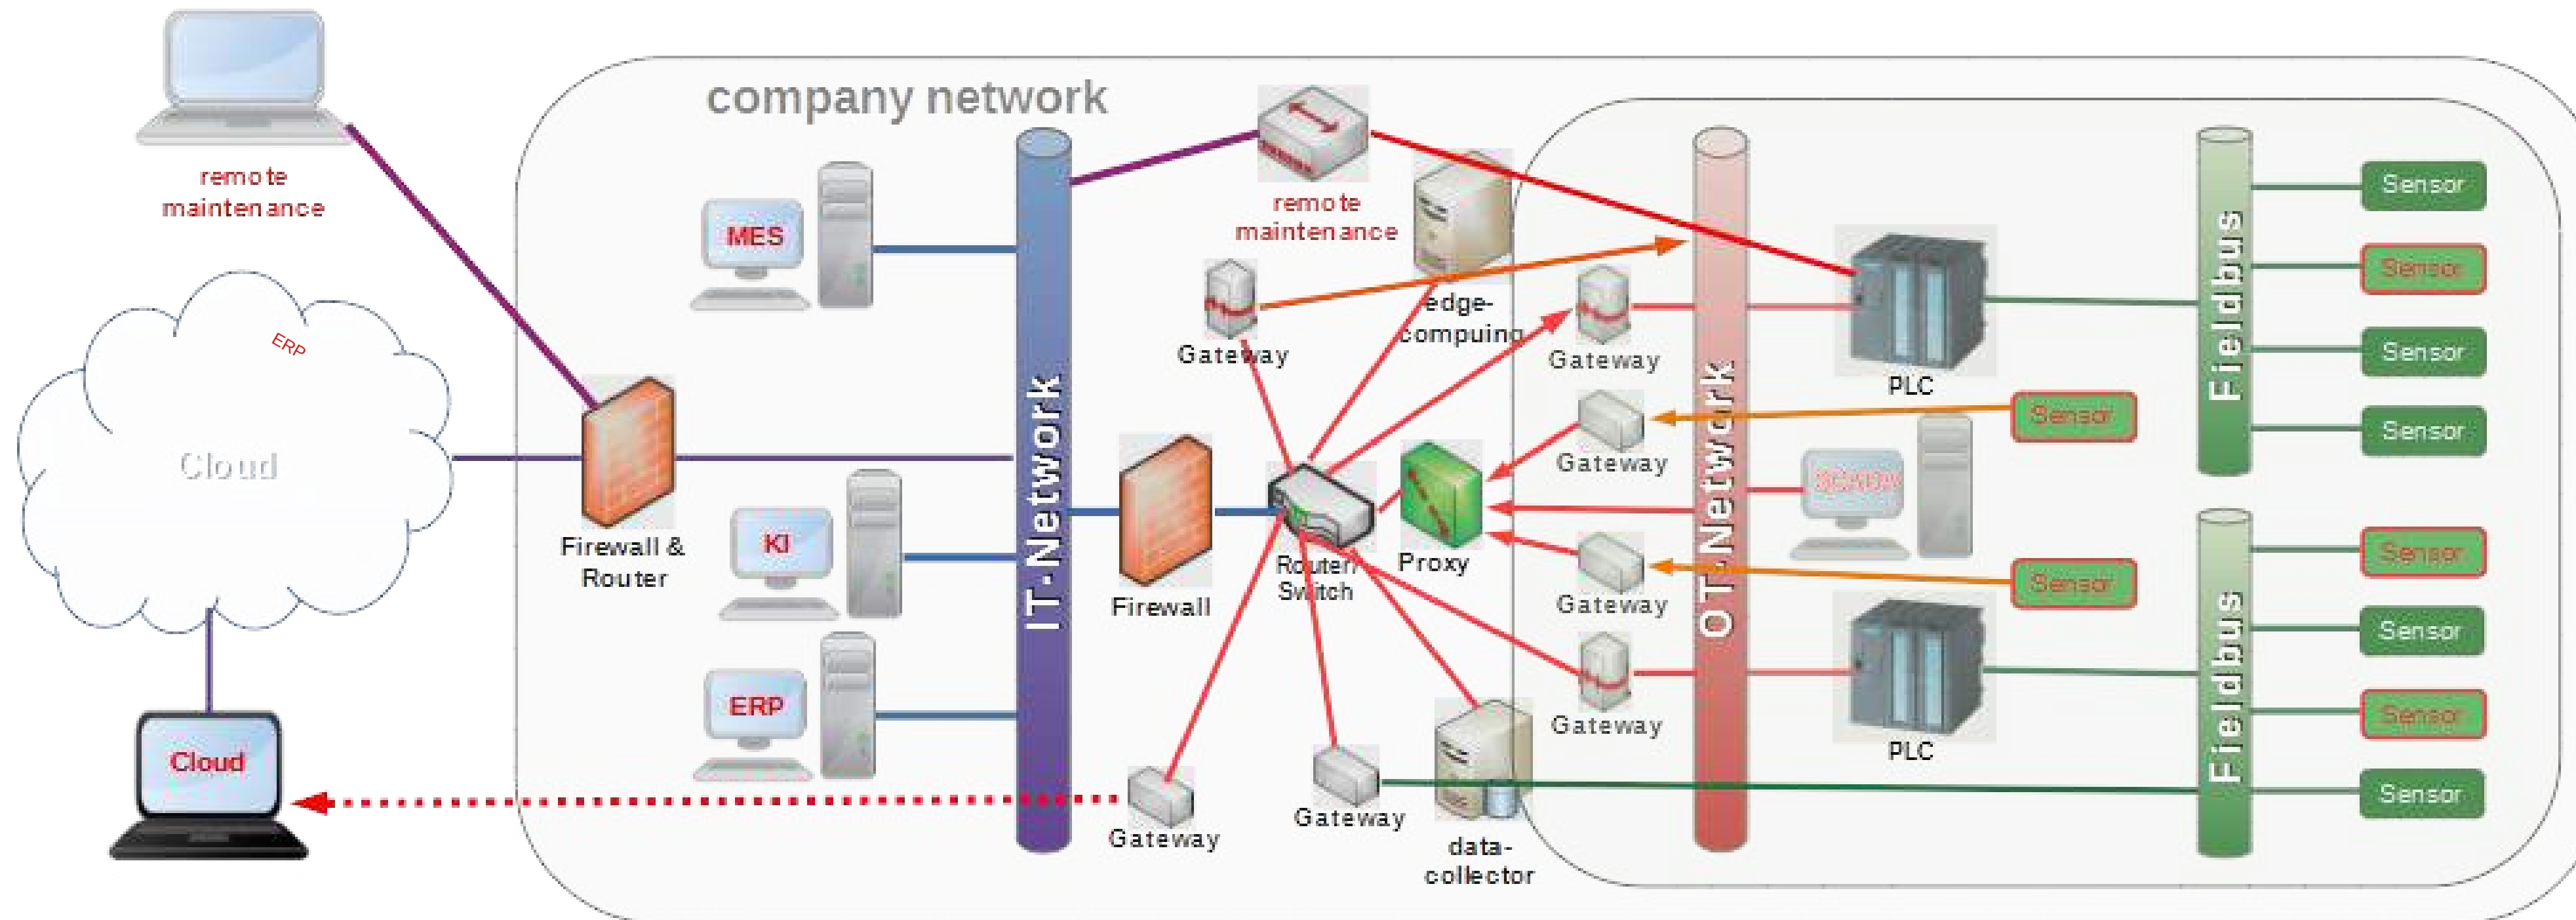 company network
remote
maintenance
ERP
Cloud
Cloud
Firewall &
Router
MES
KI
ERP
IT-Network
remote
maintenance
edge-
compuing
Gateway
Gateway
Gateway
Firewall
Router/
Switch
Proxy
Gateway
Gateway
Gateway
Gateway
data-
collector
OT-Network
PLC
Sensor
SCADA
Sensor
PLC
Fieldbus
Fieldbus
Sensor
Sensor
Sensor
Sensor
Sensor
Sensor
Sensor
Sensor